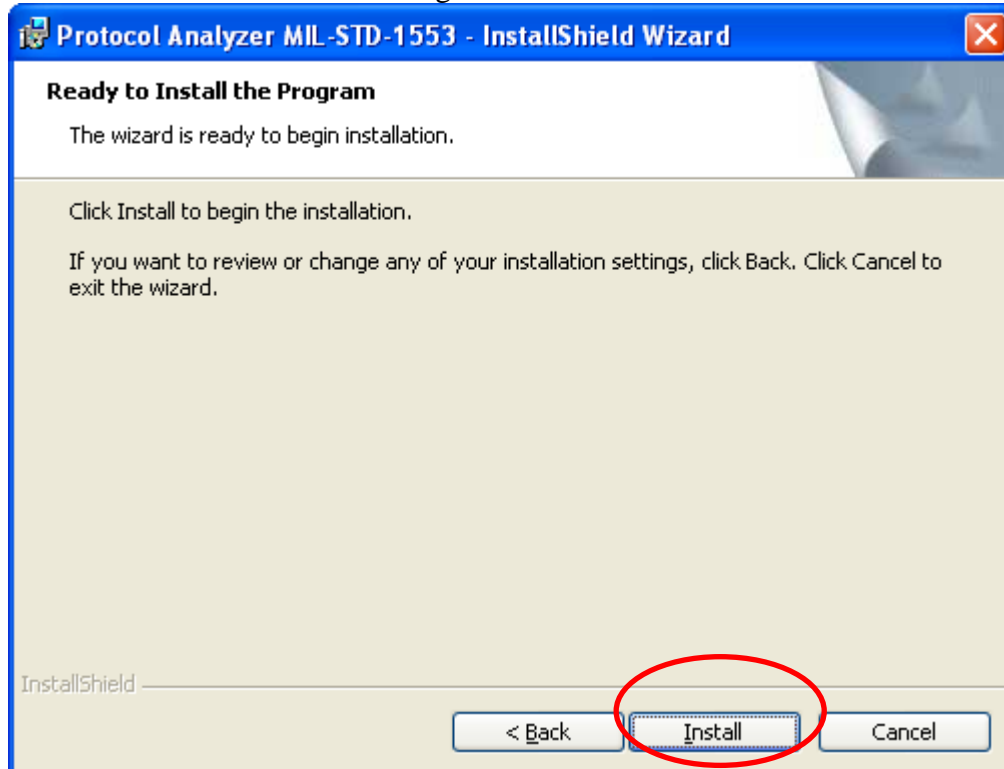 Protocol Analyzer MIL-STD-1553 - InstallShield Wizard
Ready to Install the Program
The wizard is ready to begin installation.
Click Install to begin the installation.
If you want to review or change any of your installation settings, click Back. Click Cancel to
exit the wizard.
InstallShield
< Back Install Cancel